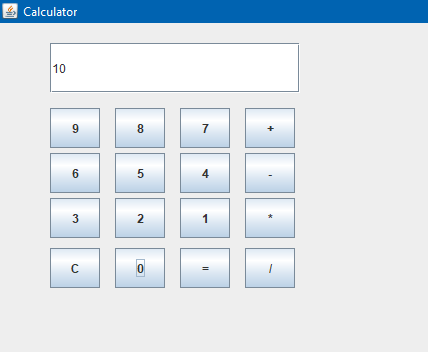 Calculator
10
9 8 7 +
6 5 4 -
3 2 1 *
C 0 = /